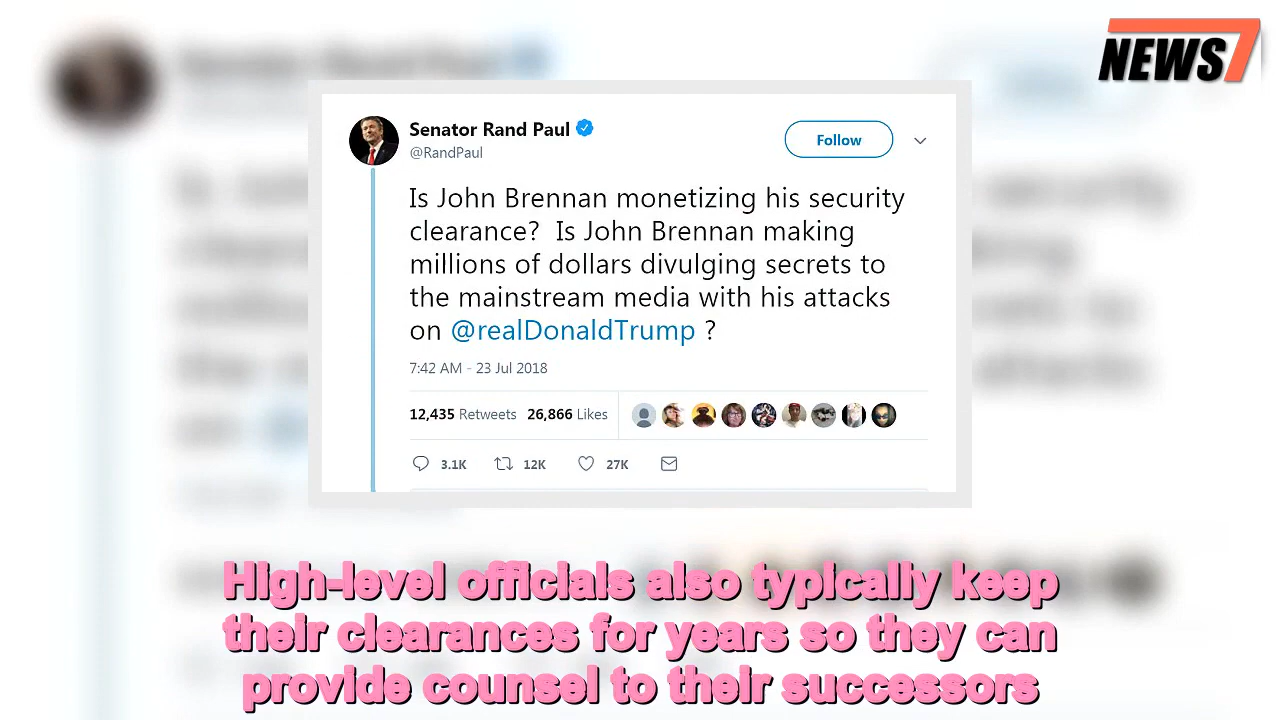 NEWS7
Senator Rand Paul
@RandPaul
Follow
Is John Brennan monetizing his security
clearance?  Is John Brennan making
millions of dollars divulging secrets to
the mainstream media with his attacks
on @realDonaldTrump ?
7:42 AM - 23 Jul 2018
12,435 Retweets 26,866 Likes
3.1K 12K 27K
High-level officials also typically keep
their clearances for years so they can
provide counsel to their successors